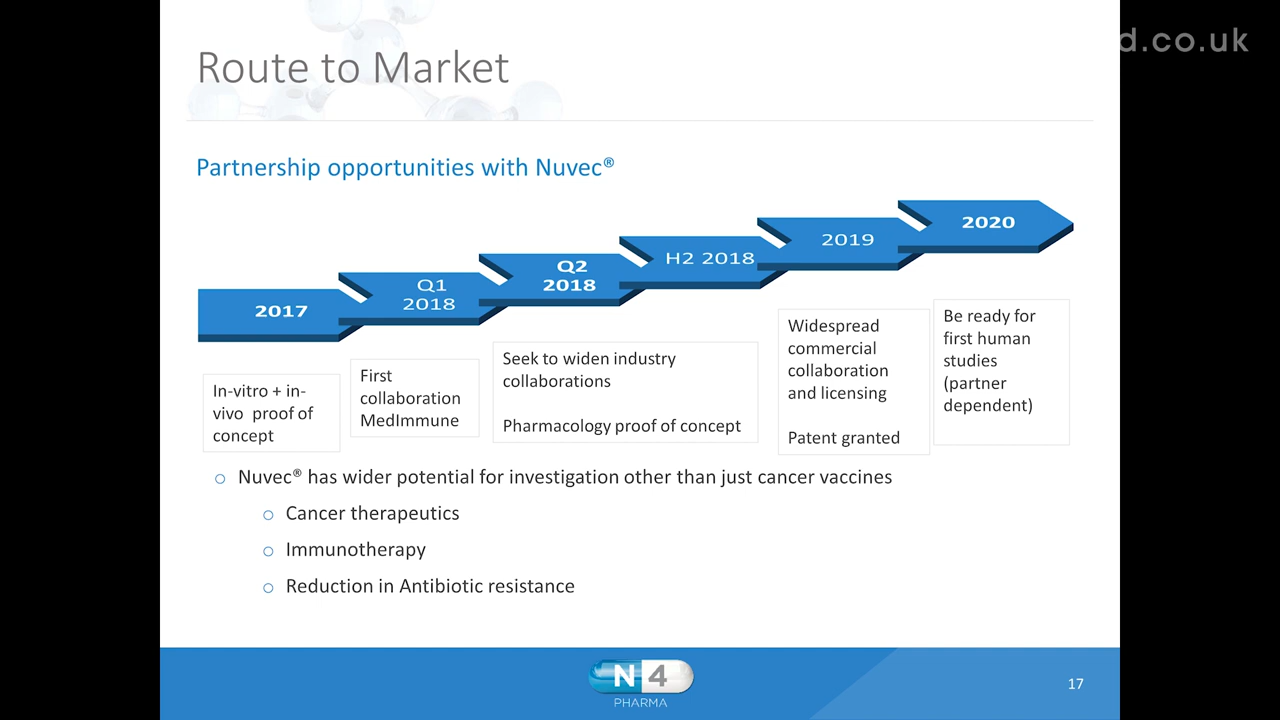 d.co.uk
Route to Market
Partnership opportunities with Nuvec®
2017
Q1
2018
Q2
2018
H2 2018
2019
2020
In-vitro + in-
vivo proof of
concept
First
collaboration
MedImmune
Seek to widen industry
collaborations
Pharmacology proof of concept
Widespread
commercial
collaboration
and licensing
Patent granted
Be ready for
first human
studies
(partner
dependent)
Nuvec® has wider potential for investigation other than just cancer vaccines
Cancer therapeutics
Immunotherapy
Reduction in Antibiotic resistance
N4
PHARMA
17